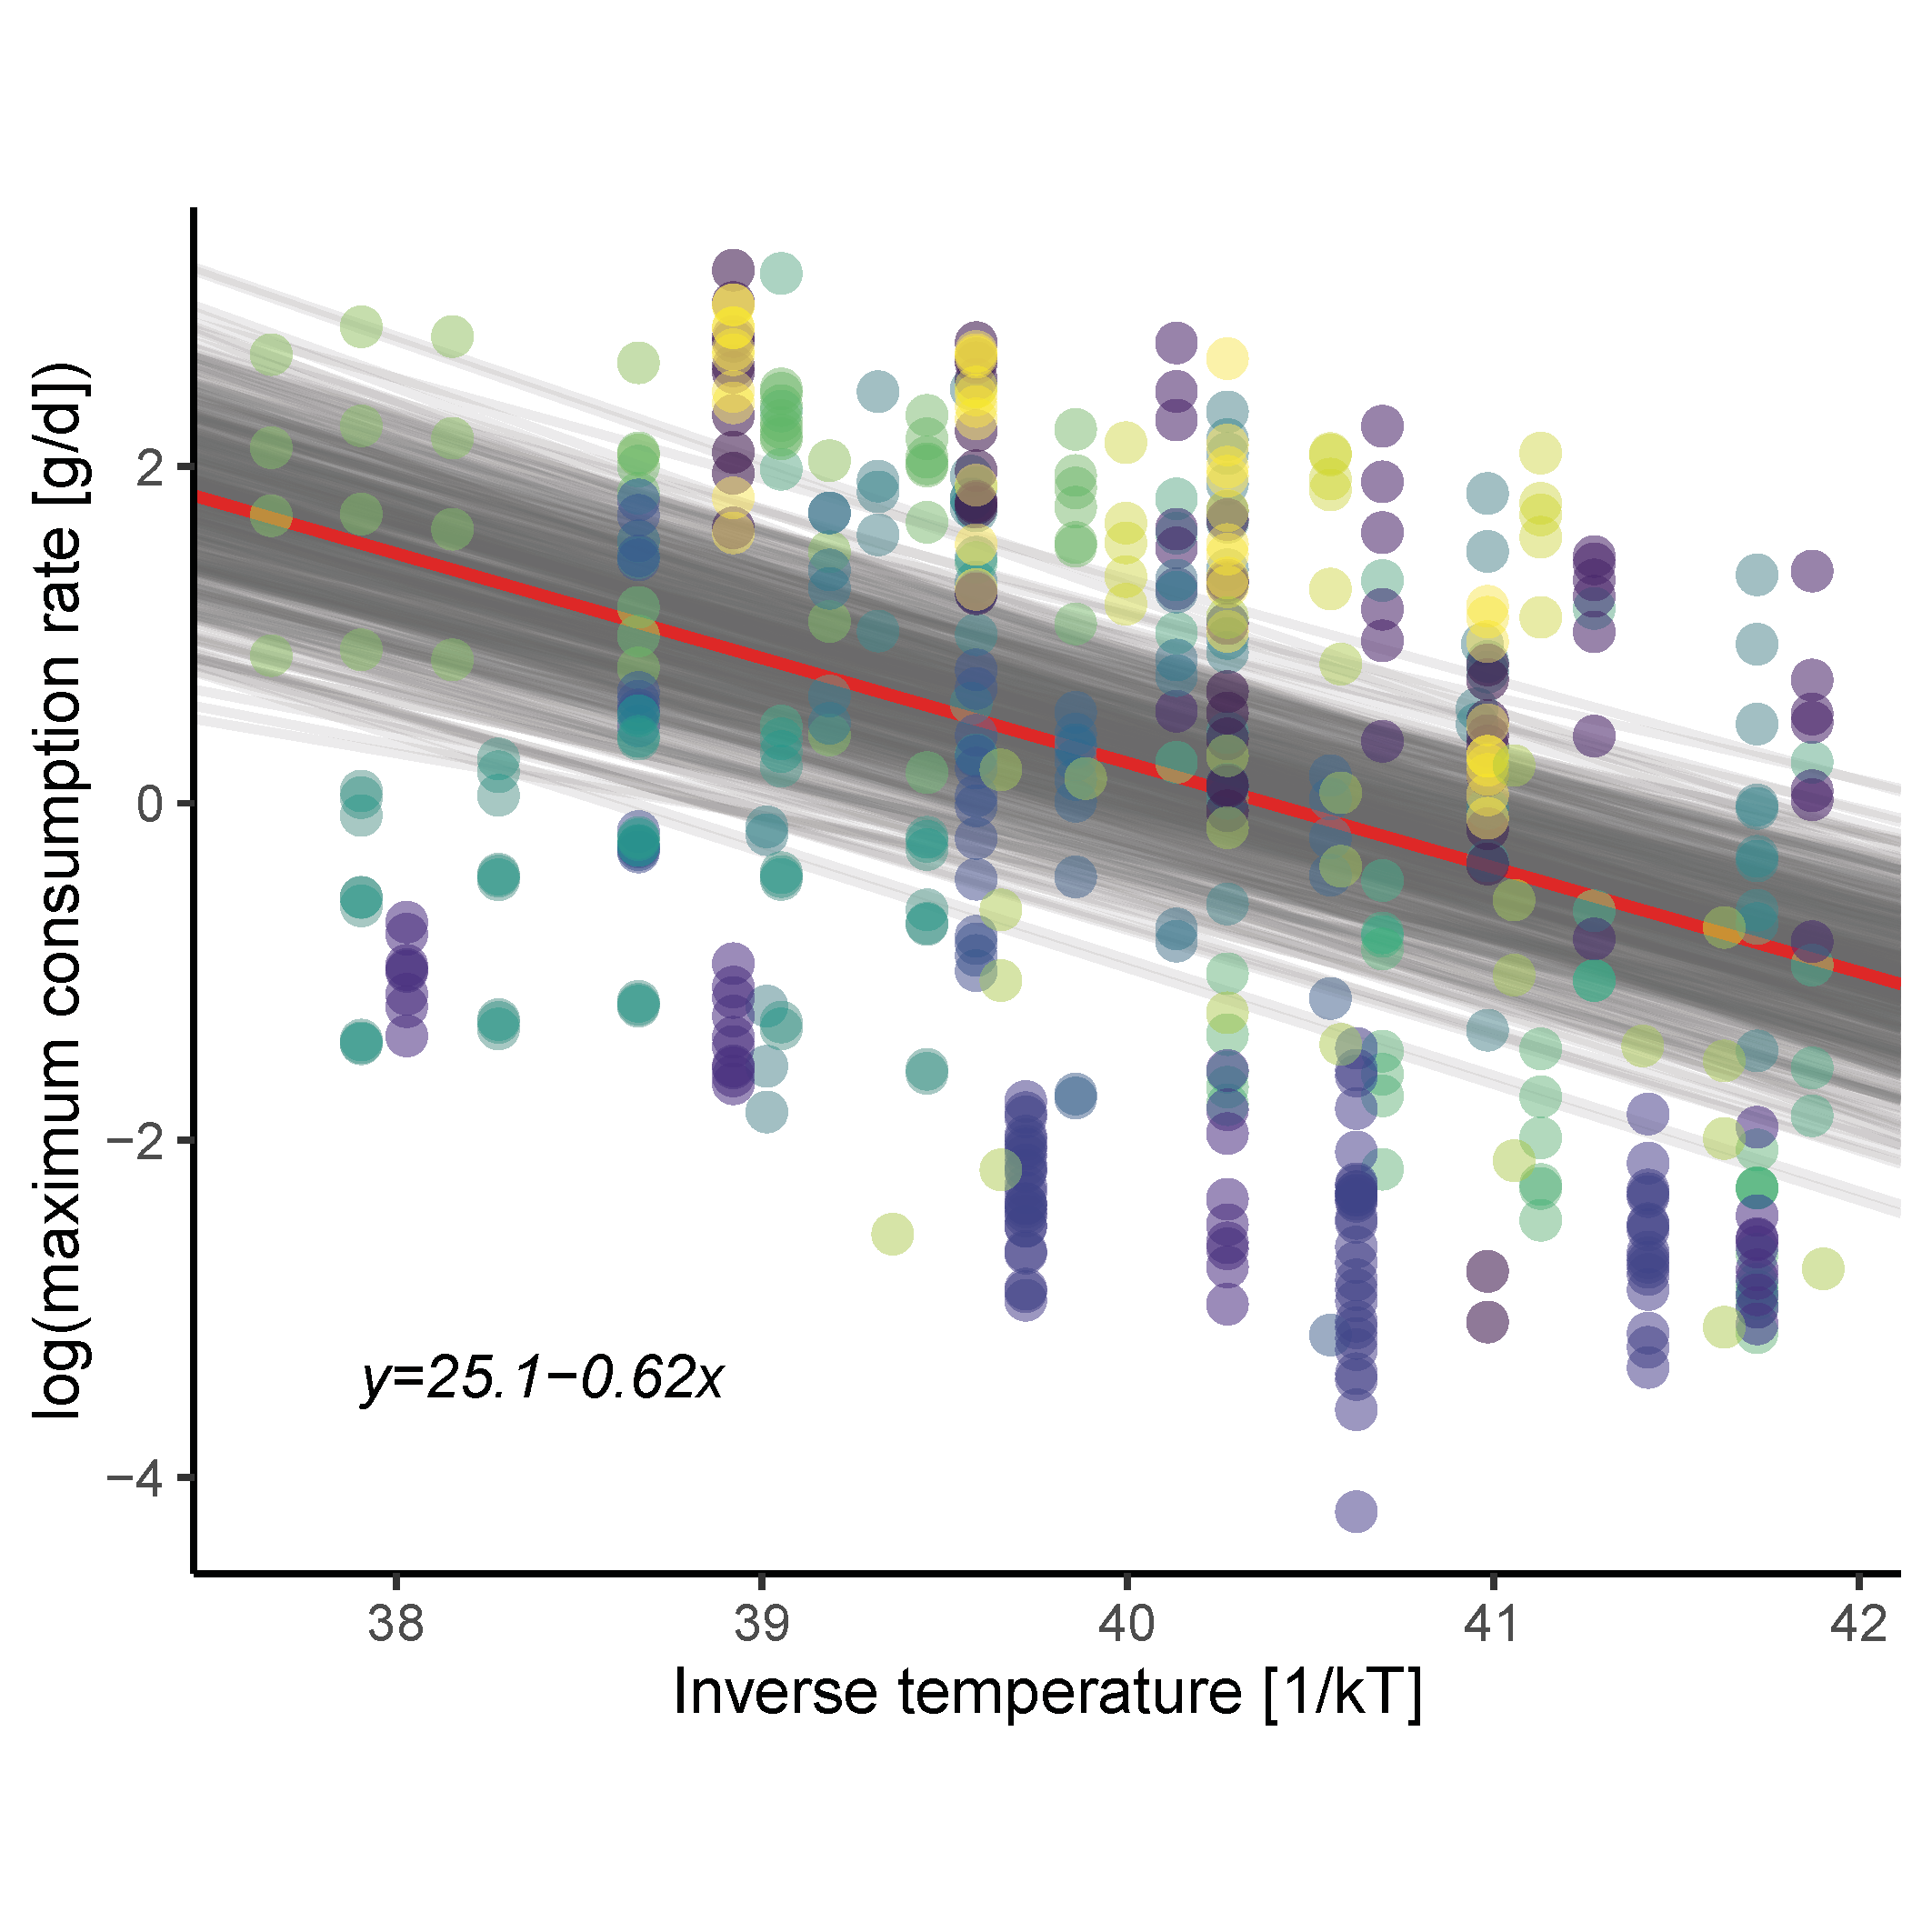 log(maximum consumption rate [g/d])
2
0
−2
−4
y=25.1−0.62x
38 39 40 41 42
Inverse temperature [1/kT]